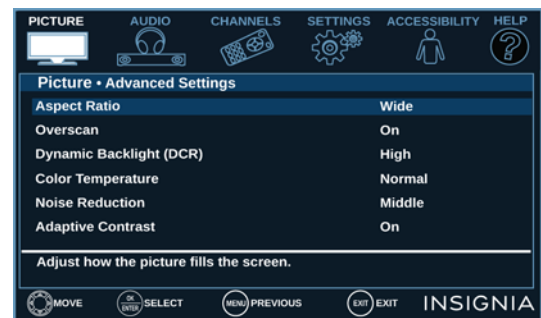 PICTURE AUDIO CHANNELS SETTINGS ACCESSIBILITY HELP
?
Picture • Advanced Settings
Aspect Ratio Wide
Overscan On
Dynamic Backlight (DCR) High
Color Temperature Normal
Noise Reduction Middle
Adaptive Contrast On
Adjust how the picture fills the screen.
MOVE OK ENTER SELECT MENU PREVIOUS EXIT EXIT INSIGNIA